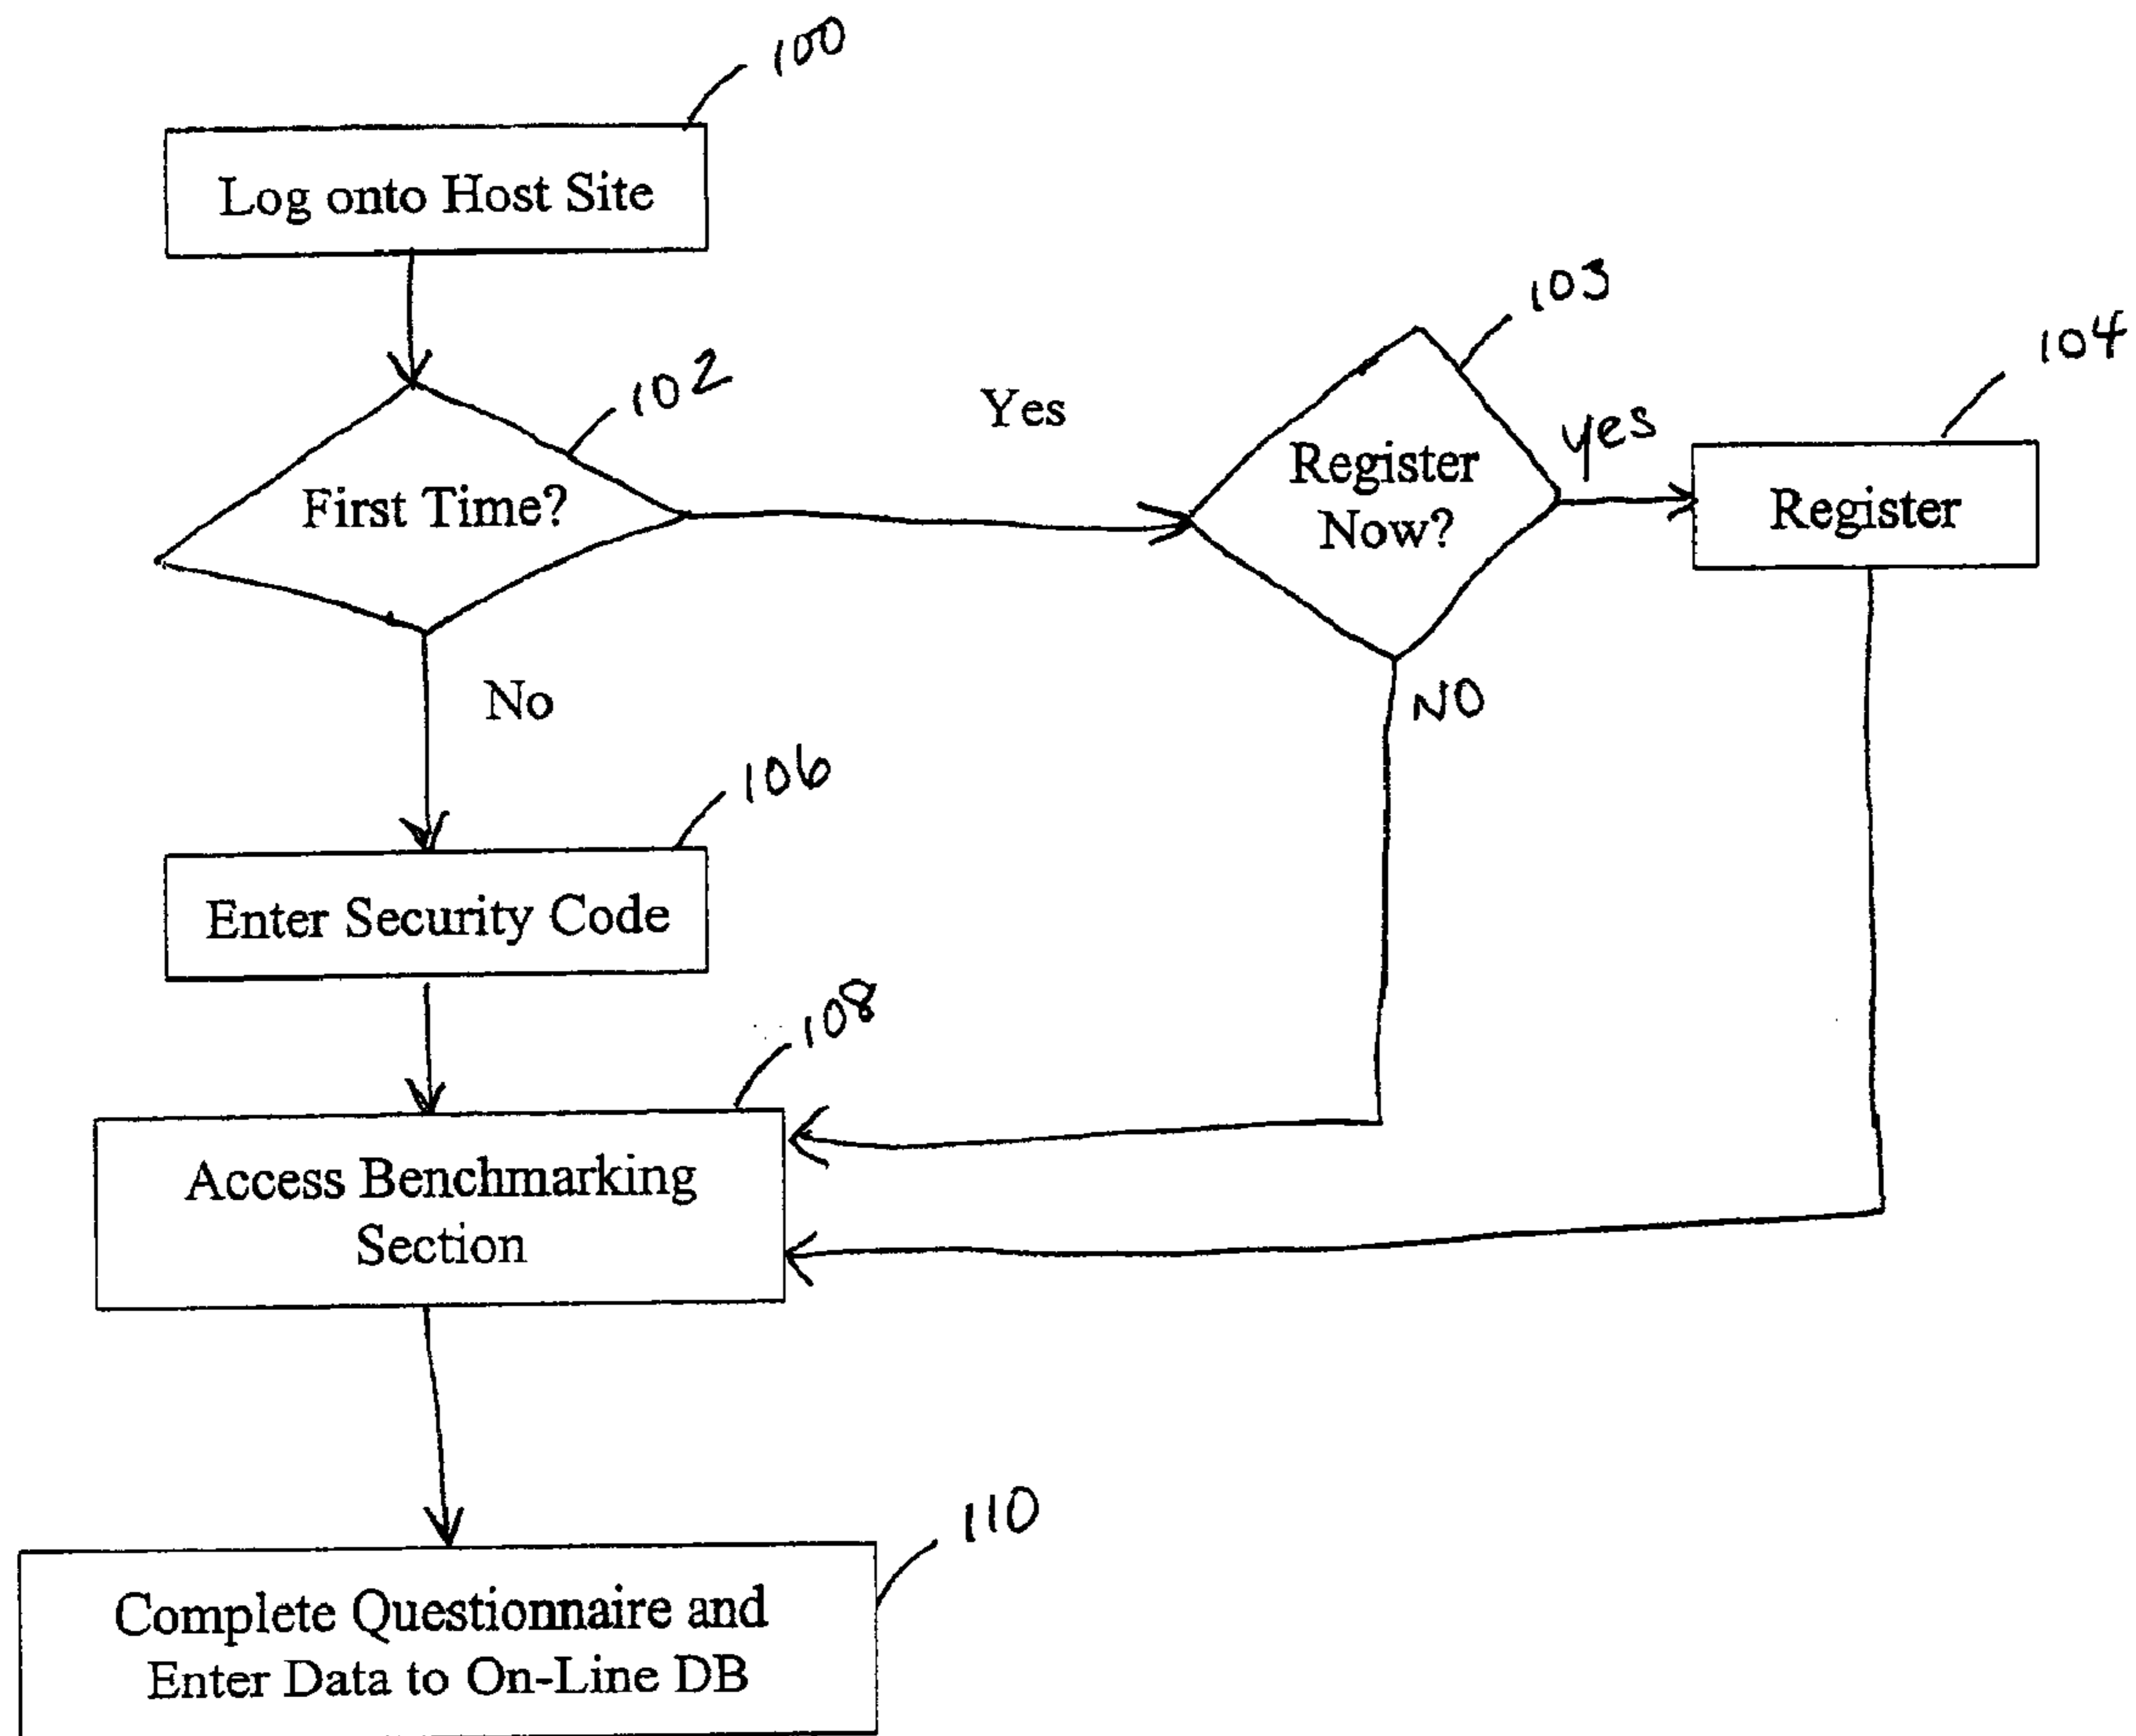 100
Log onto Host Site
103
104
102
Yes
yes
First Time?
Register
Now?
Register
No
NO
106
Enter Security Code
108
Access Benchmarking
Section
110
Complete Questionnaire and
Enter Data to On-Line DB